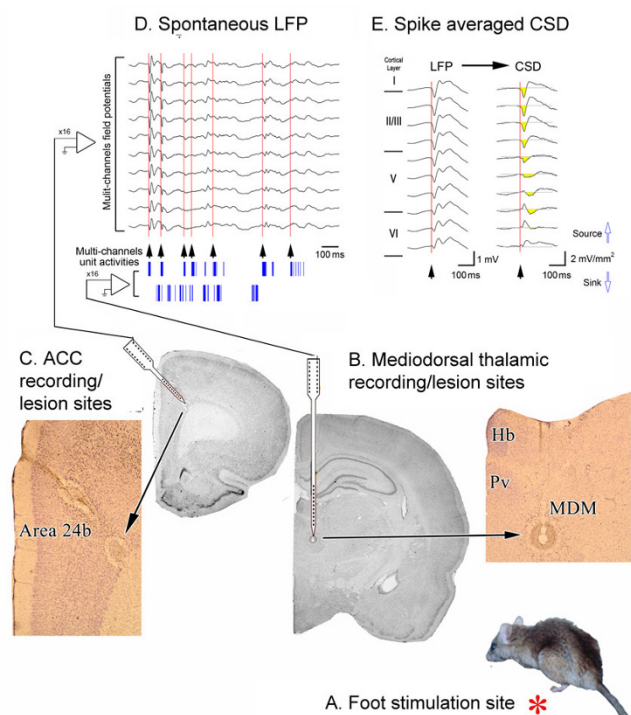 D. Spontaneous LFP
E. Spike averaged CSD
Cortical
Layer
LFP
CSD
I
II/III
V
VI
Mulit-channels field potentials
x16
100 ms
Multi-channels
unit activities
x16
1 mV
100ms
2 mV/mm²
100ms
Source
Sink
C. ACC
recording/
lesion sites
B. Mediodorsal thalamic
recording/lesion sites
Area 24b
Hb
Pv
MDM
A. Foot stimulation site *